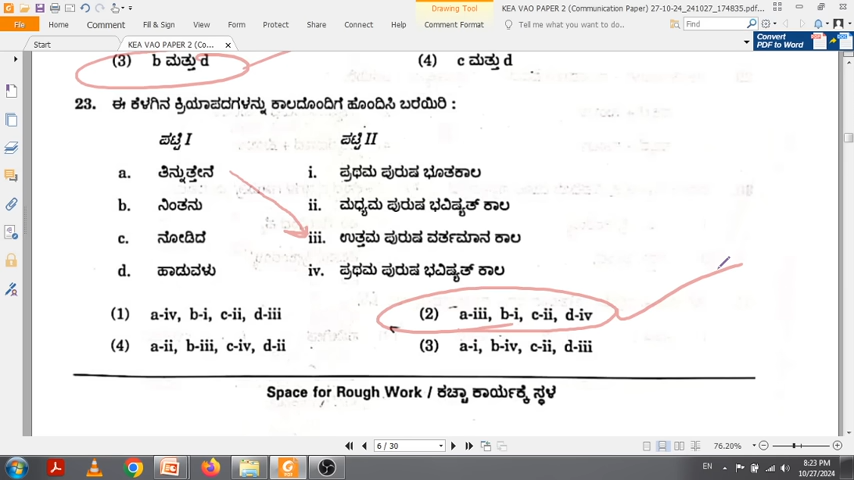 Drawing Tool
KEA VAO PAPER 2 (Communication Paper) 27-10-24_241027_174835.pdf...
File Home Comment Fill & Sign View Form Protect Share Connect Help Comment Format Tell me what you want to do... Find
Start KEA VAO PAPER 2 (Co... × Convert
PDF to Word
(3) b ಮತ್ತು d (4) c ಮತ್ತು d
23. ಈ ಕೆಳಗಿನ ಕ್ರಿಯಾಪದಗಳನ್ನು ಕಾಲದೊಂದಿಗೆ ಹೊಂದಿಸಿ ಬರೆಯಿರಿ :
ಪಟ್ಟಿ I ಪಟ್ಟಿ II
a. ತಿನ್ನುತ್ತೇನೆ i. ಪ್ರಥಮ ಪುರುಷ ಭೂತಕಾಲ
b. ನಿಂತನು ii. ಮಧ್ಯಮ ಪುರುಷ ಭವಿಷ್ಯತ್ ಕಾಲ
c. ನೋಡಿದೆ iii. ಉತ್ತಮ ಪುರುಷ ವರ್ತಮಾನ ಕಾಲ
d. ಹಾಡುವಳು iv. ಪ್ರಥಮ ಪುರುಷ ಭವಿಷ್ಯತ್ ಕಾಲ
(1) a-iv, b-i, c-ii, d-iii (2) a-iii, b-i, c-ii, d-iv
(4) a-ii, b-iii, c-iv, d-ii (3) a-i, b-iv, c-ii, d-iii
Space for Rough Work / ಕಚ್ಚಾ ಕಾರ್ಯಕ್ಕೆ ಸ್ಥಳ
6 / 30 76.20%
EN 8:23 PM
10/27/2024